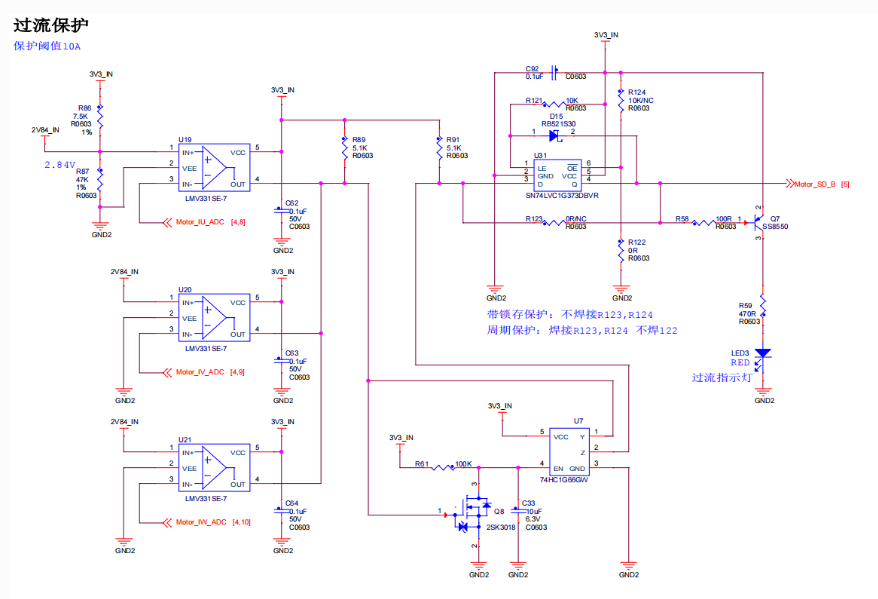 过流保护
保护阈值10A
3V3_IN
R86
7.5K
R0603
1%
2V84_IN
2.84V
R87
47K
1%
R0603
GND2
U19
1 IN+ VCC 5
2 VEE
3 IN- OUT 4
LMV331SE-7
Motor_IU_ADC [4,8]
3V3_IN
C62
0.1uF
50V
C0603
GND2
R89
5.1K
R0603
R91
5.1K
R0603
2V84_IN
3V3_IN
U20
1 IN+ VCC 5
2 VEE
3 IN- OUT 4
LMV331SE-7
Motor_IV_ADC [4,9]
GND2
C63
0.1uF
50V
C0603
GND2
2V84_IN
3V3_IN
U21
1 IN+ VCC 5
2 VEE
3 IN- OUT 4
LMV331SE-7
Motor_IW_ADC [4,10]
GND2
C64
0.1uF
50V
C0603
GND2
3V3_IN
C92
0.1uF C0603
R121 10K
R0603
D15
RB521S30
1 2
R124
10K/NC
R0603
U31
1 LE OE 6
2 GND VCC 5
3 D Q 4
SN74LVC1G373DBVR
R123 0R/NC
R0603
R122
0R
R0603
GND2
GND2
Motor_SD_B [5]
R58 100R
R0603
2
1
Q7
SS8550
3
R59
470R
R0603
LED3
RED
过流指示灯
GND2
带锁存保护：不焊接R123,R124
周期保护：焊接R123,R124 不焊122
3V3_IN
3V3_IN
R61 100K
U7
5 VCC Y 1
Z 2
4 EN GND 3
74HC1G66GW
3
1
Q8
2SK3018
2
C33
10uF
6.3V
C0603
GND2
GND2
GND2